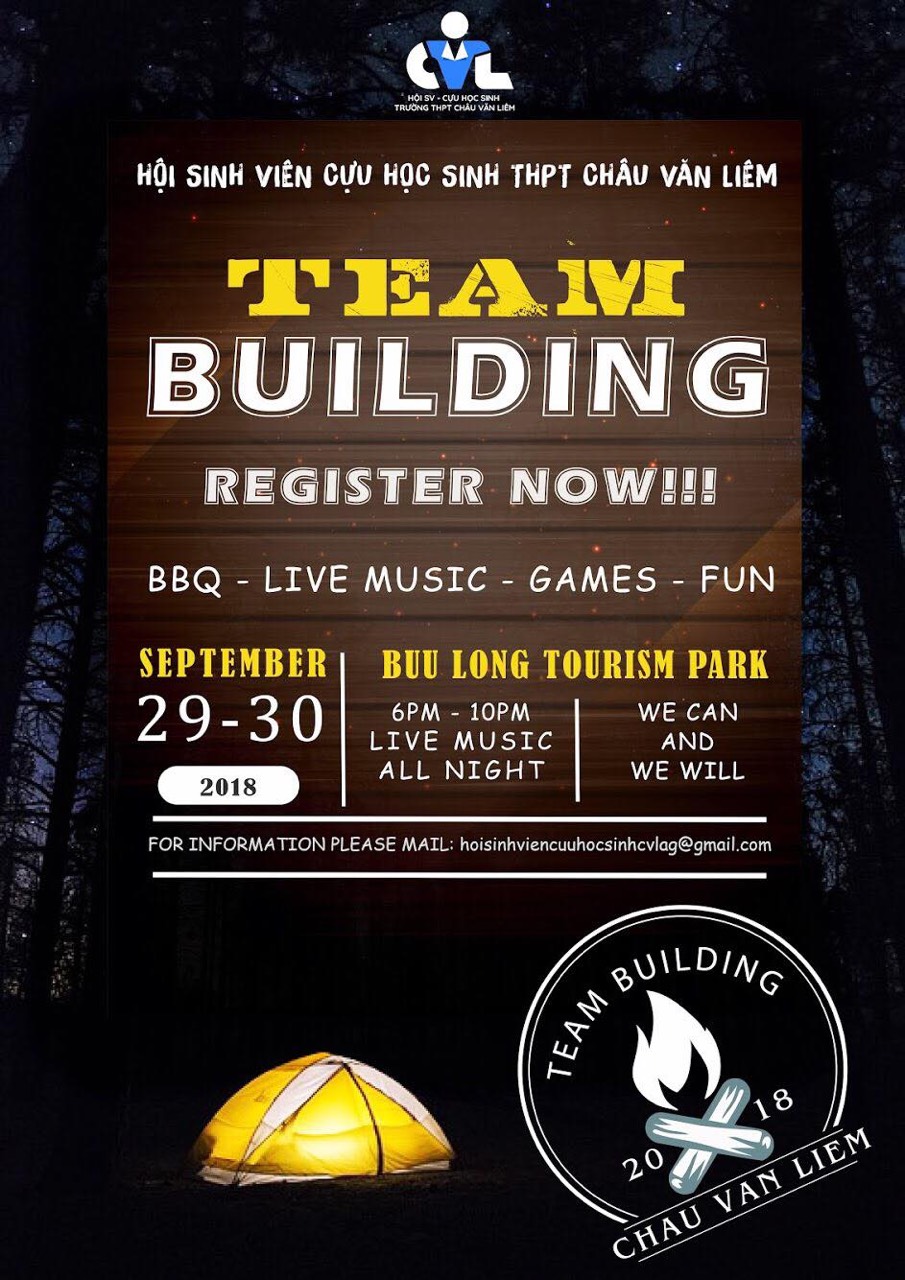 CVL
HỘI SV - CỰU HỌC SINH
TRƯỜNG THPT CHÂU VĂN LIÊM
HỘI SINH VIÊN CỰU HỌC SINH THPT CHÂU VĂN LIÊM
TEAM
BUILDING
REGISTER NOW!!!
BBQ - LIVE MUSIC - GAMES - FUN
SEPTEMBER
29-30
2018
BUU LONG TOURISM PARK
6PM - 10PM
LIVE MUSIC
ALL NIGHT
WE CAN
AND
WE WILL
FOR INFORMATION PLEASE MAIL: hoisinhviencuuhocsinhcvlag@gmail.com
TEAM BUILDING
2018
CHAU VAN LIEM